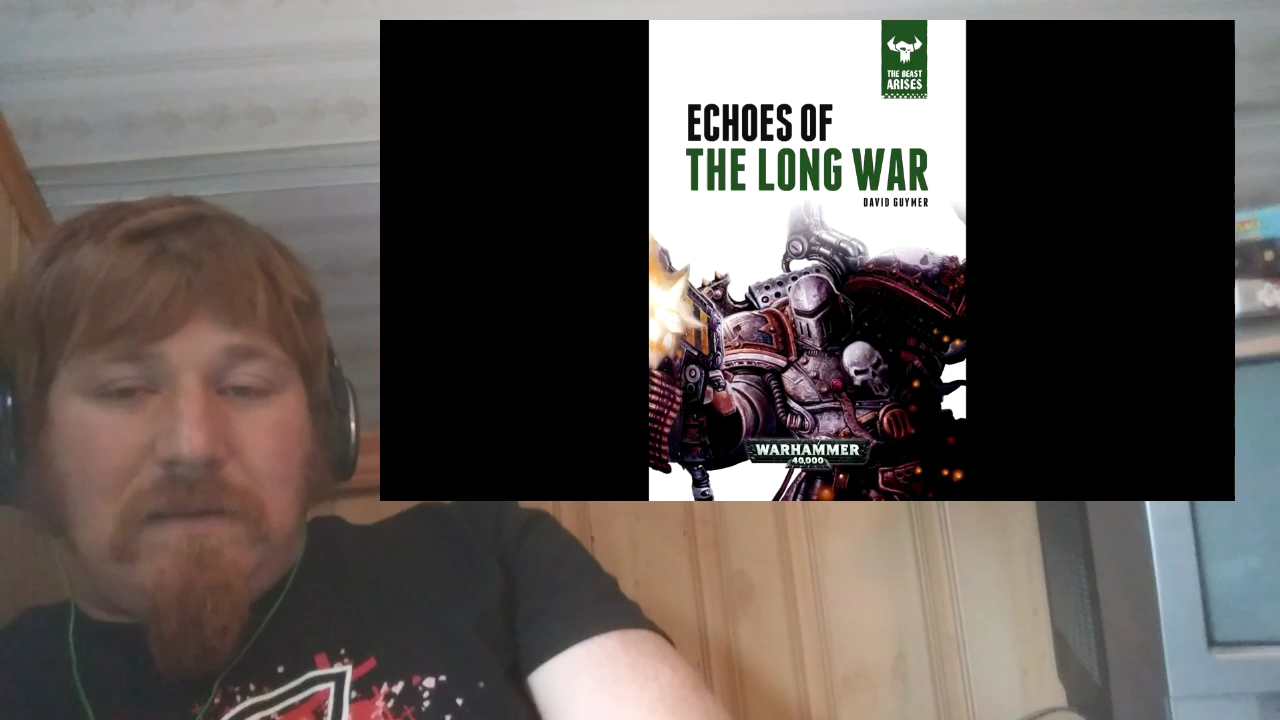 THE BEAST
ARISES
ECHOES OF
THE LONG WAR
DAVID GUYMER
WARHAMMER
40,000